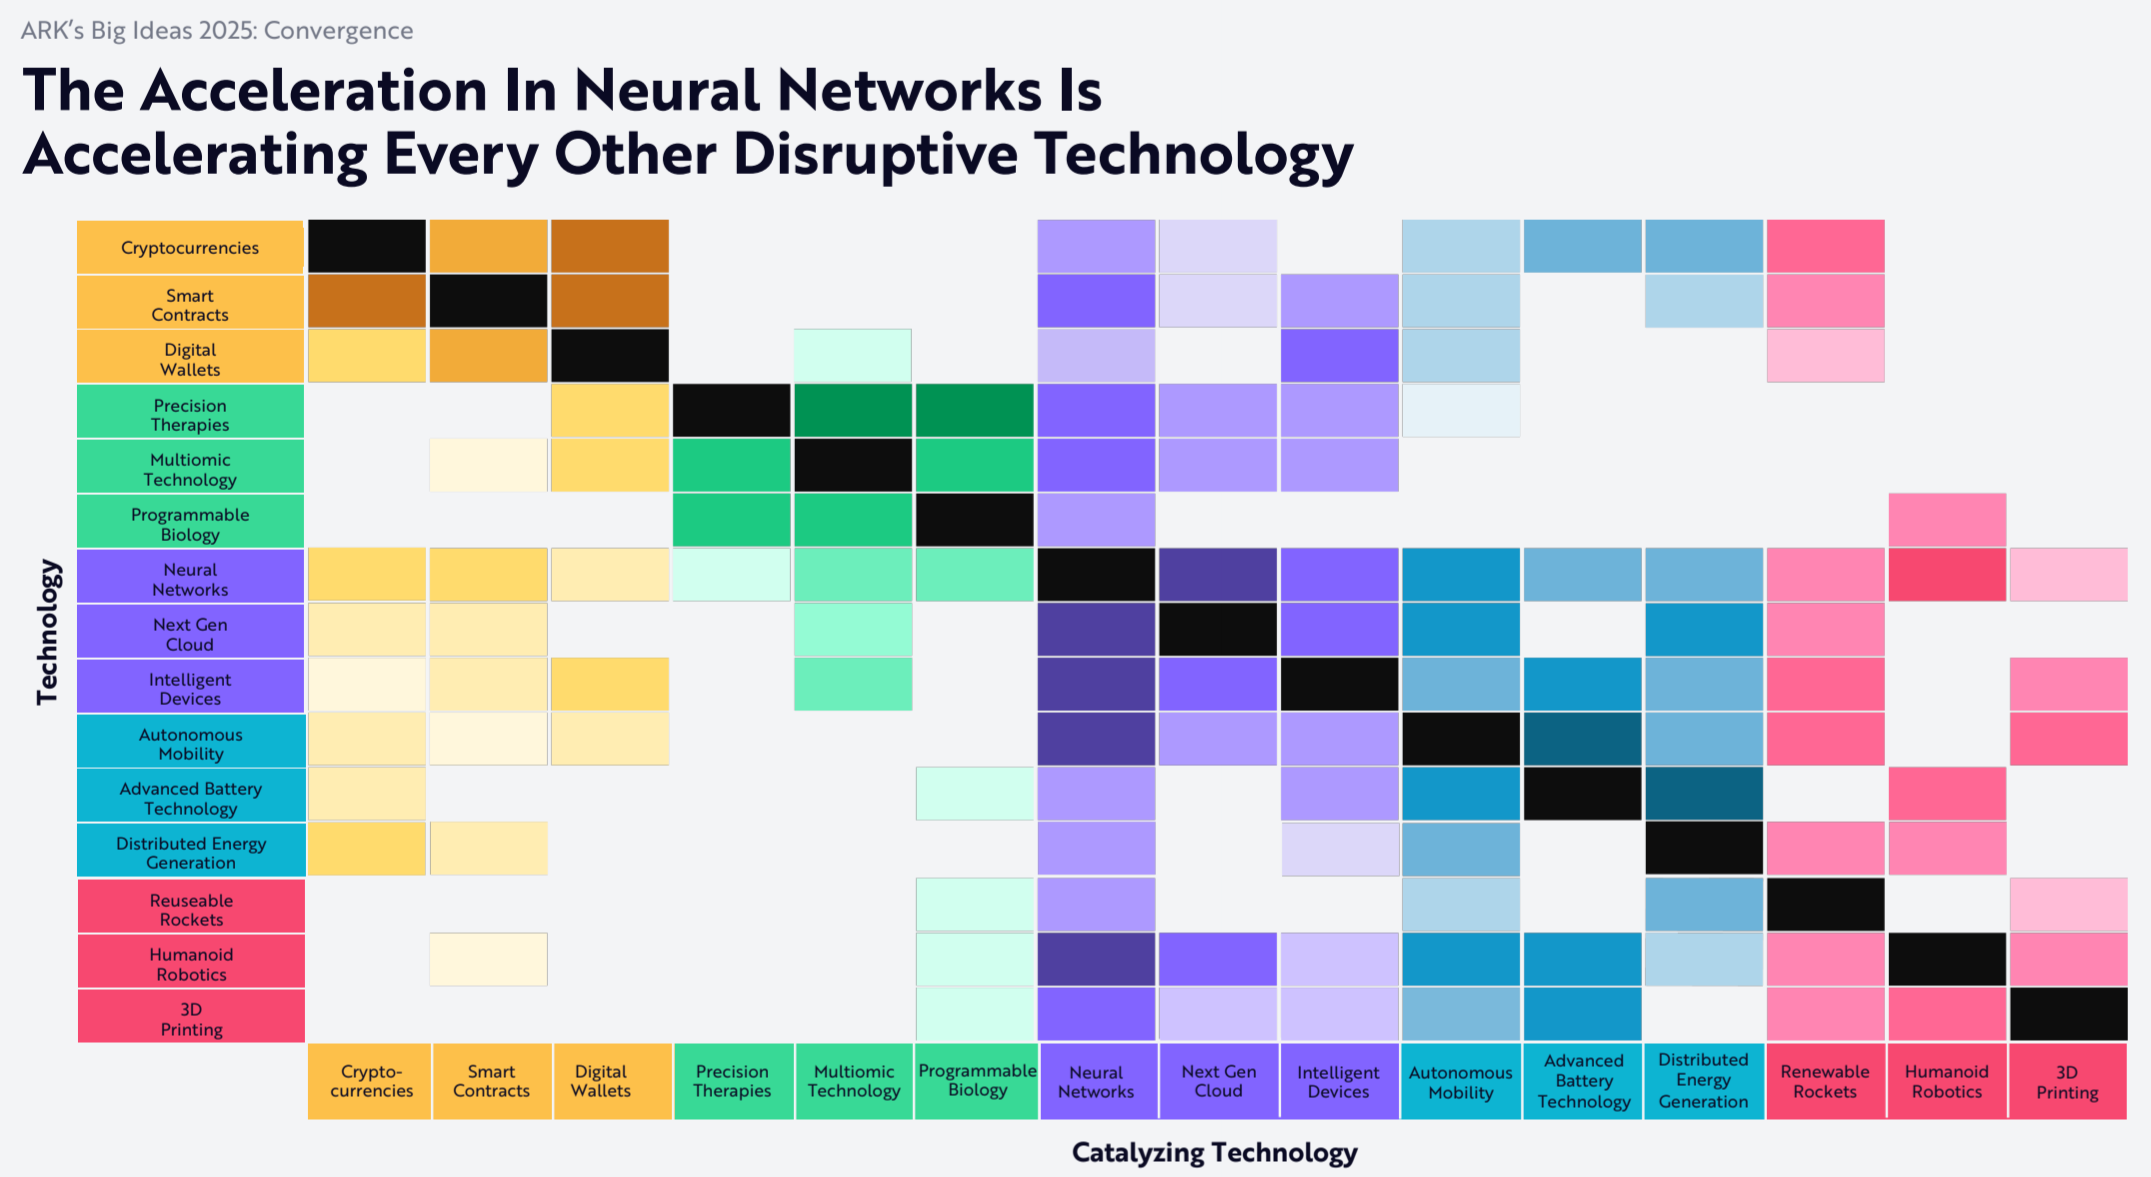 ARK's Big Ideas 2025: Convergence
The Acceleration In Neural Networks Is
Accelerating Every Other Disruptive Technology
Technology
Cryptocurrencies
Smart
Contracts
Digital
Wallets
Precision
Therapies
Multiomic
Technology
Programmable
Biology
Neural
Networks
Next Gen
Cloud
Intelligent
Devices
Autonomous
Mobility
Advanced Battery
Technology
Distributed Energy
Generation
Reuseable
Rockets
Humanoid
Robotics
3D
Printing
Crypto-
currencies
Smart
Contracts
Digital
Wallets
Precision
Therapies
Multiomic
Technology
Programmable
Biology
Neural
Networks
Next Gen
Cloud
Intelligent
Devices
Autonomous
Mobility
Advanced
Battery
Technology
Distributed
Energy
Generation
Renewable
Rockets
Humanoid
Robotics
3D
Printing
Catalyzing Technology